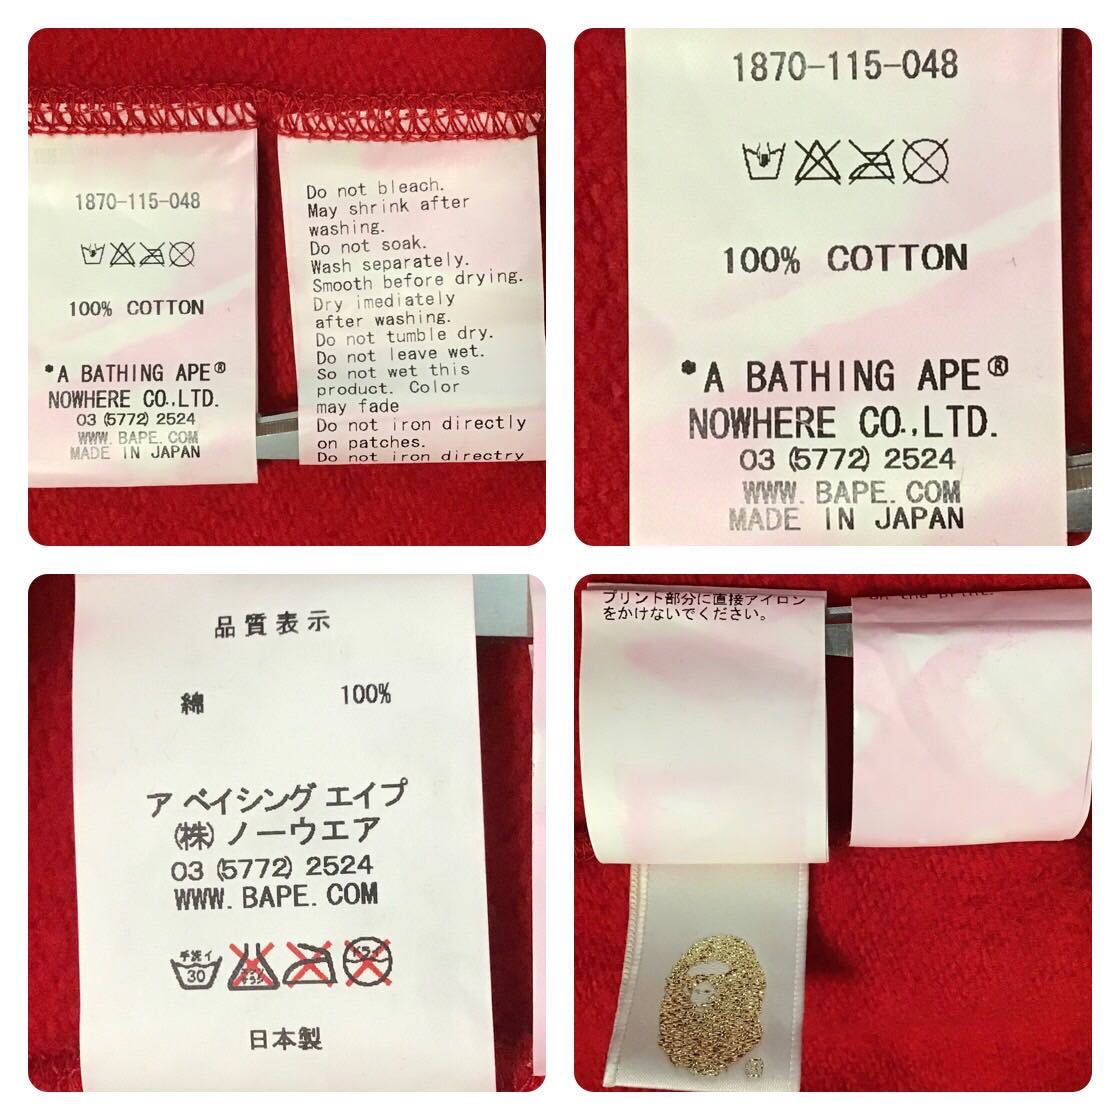 1870-115-048
100% COTTON
*A BATHING APE®
NOWHERE CO.,LTD.
03 (5772) 2524
WWW. BAPE. COM
MADE IN JAPAN
Do not bleach.
May shrink after
washing.
Do not soak.
Wash separately.
Smooth before drying.
Dry imediately
after washing.
Do not tumble dry.
Do not leave wet.
So not wet this
product. Color
may fade
Do not iron directly
on patches.
Do not iron directry
1870-115-048
100% COTTON
*A BATHING APE®
NOWHERE CO.,LTD.
03 (5772) 2524
WWW. BAPE. COM
MADE IN JAPAN
品質表示
綿 100%
ア ベイシング エイプ
(株) ノーウエア
03 (5772) 2524
WWW. BAPE. COM
手洗イ
30
日本製
プリント部分に直接アイロン
をかけないでください。
on the print.